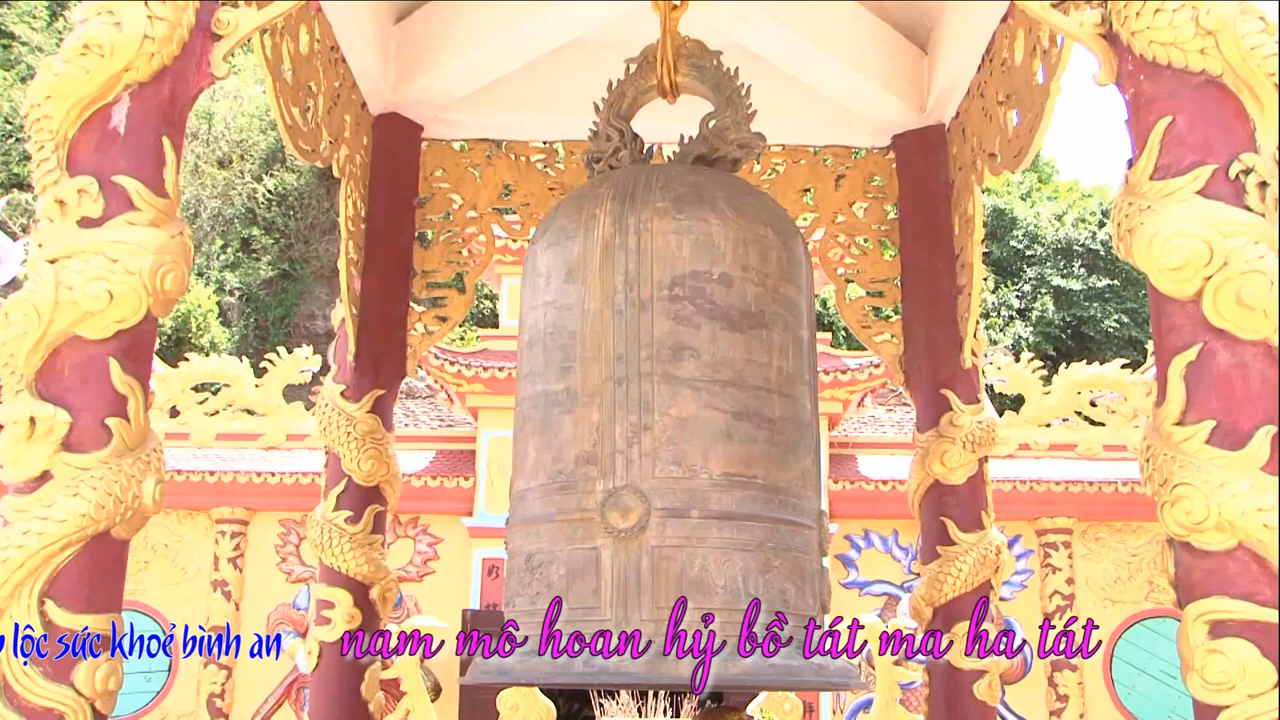 lộc sức khoẻ bình an
nam mô hoan hỷ bồ tát ma ha tát